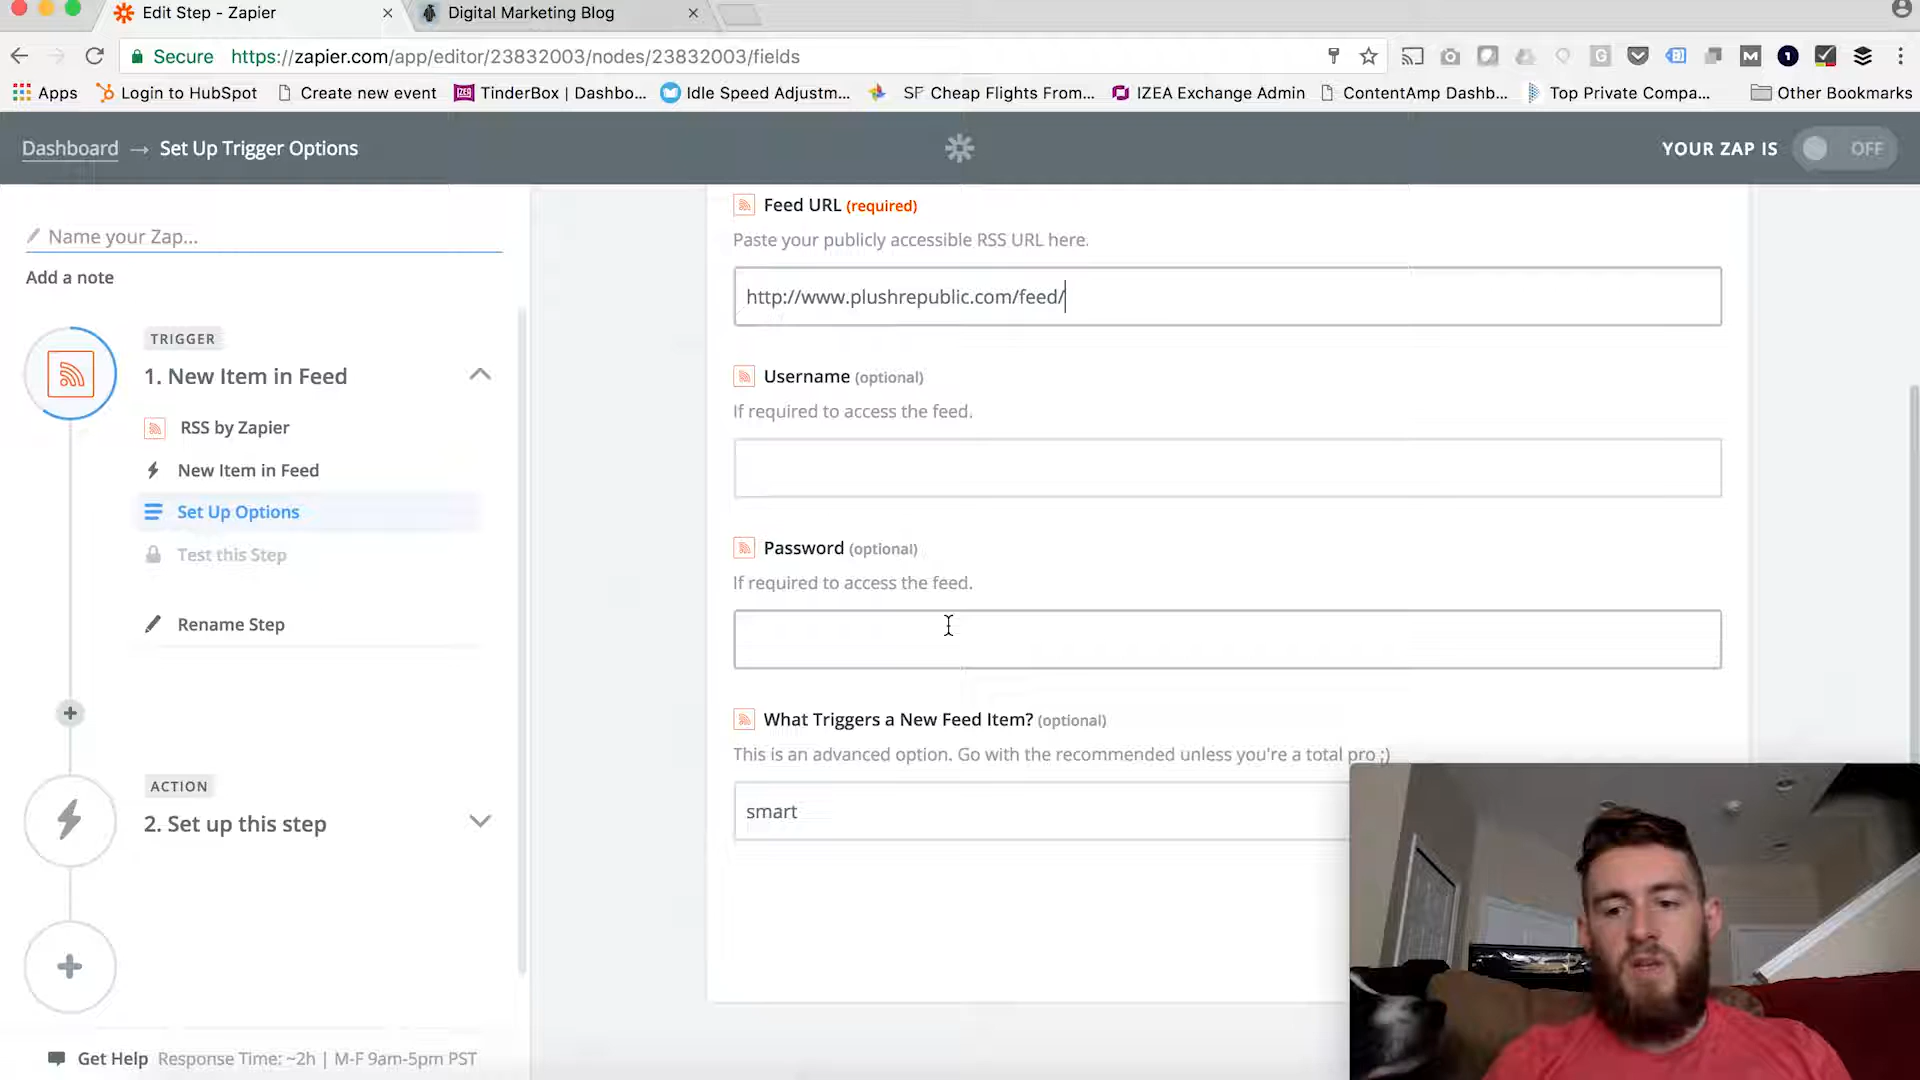 Edit Step - Zapier
Digital Marketing Blog
Secure https://zapier.com/app/editor/23832003/nodes/23832003/fields
Apps Login to HubSpot Create new event TinderBox | Dashbo... Idle Speed Adjustm... SF Cheap Flights From... IZEA Exchange Admin ContentAmp Dashb... Top Private Compa... Other Bookmarks
Dashboard → Set Up Trigger Options
YOUR ZAP IS OFF
Name your Zap...
Add a note
TRIGGER
1. New Item in Feed
RSS by Zapier
New Item in Feed
Set Up Options
Test this Step
Rename Step
ACTION
2. Set up this step
Get Help Response Time: ~2h | M-F 9am-5pm PST
Feed URL (required)
Paste your publicly accessible RSS URL here.
http://www.plushrepublic.com/feed/
Username (optional)
If required to access the feed.
Password (optional)
If required to access the feed.
What Triggers a New Feed Item? (optional)
This is an advanced option. Go with the recommended unless you're a total pro ;)
smart